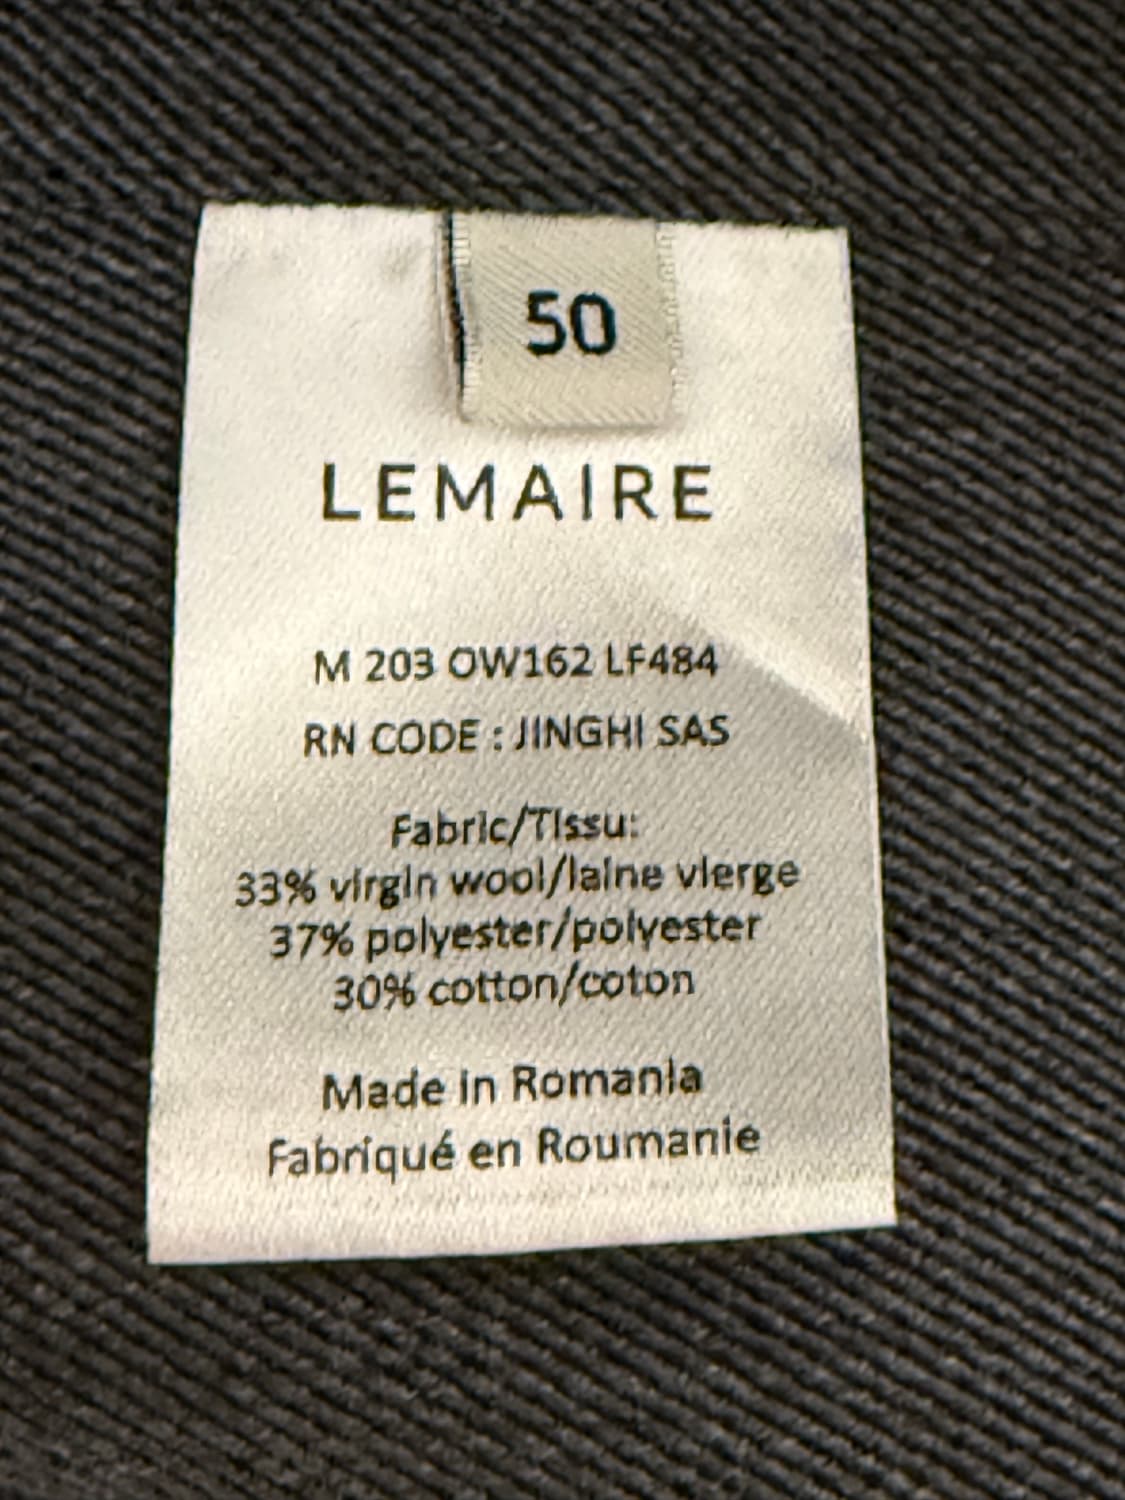 50
LEMAIRE
M 203 OW162 LF484
RN CODE : JINGHI SAS
Fabric/Tissu:
33% virgin wool/laine vierge
37% polyester/polyester
30% cotton/coton
Made in Romania
Fabriqué en Roumanie